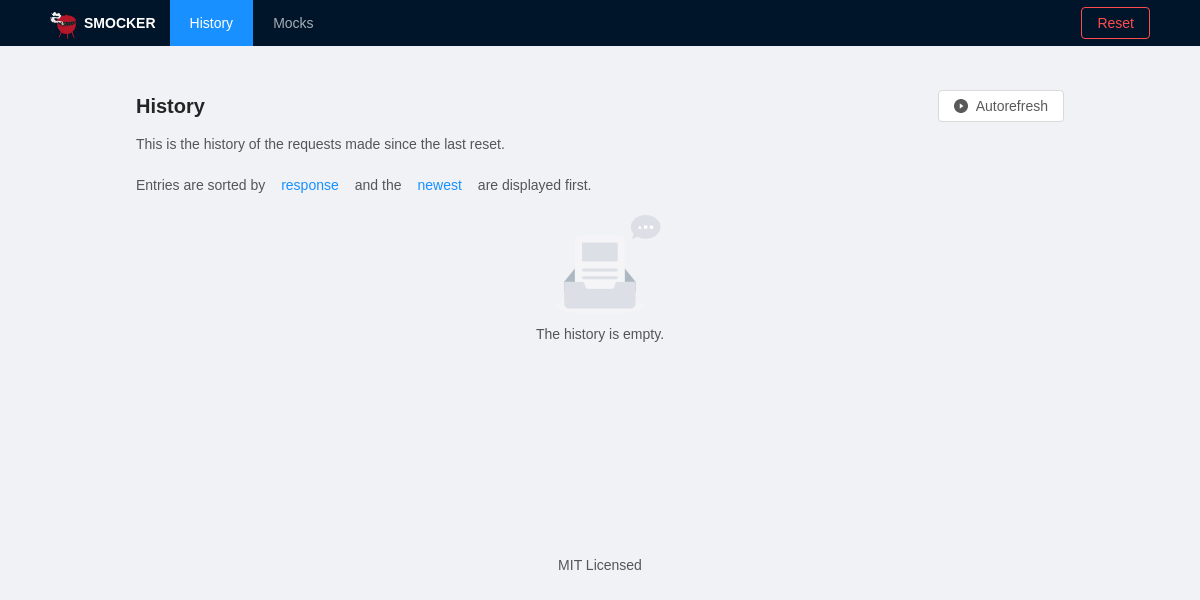 SMOCKER History Mocks Reset
History Autorefresh
This is the history of the requests made since the last reset.
Entries are sorted by response and the newest are displayed first.
The history is empty.
MIT Licensed